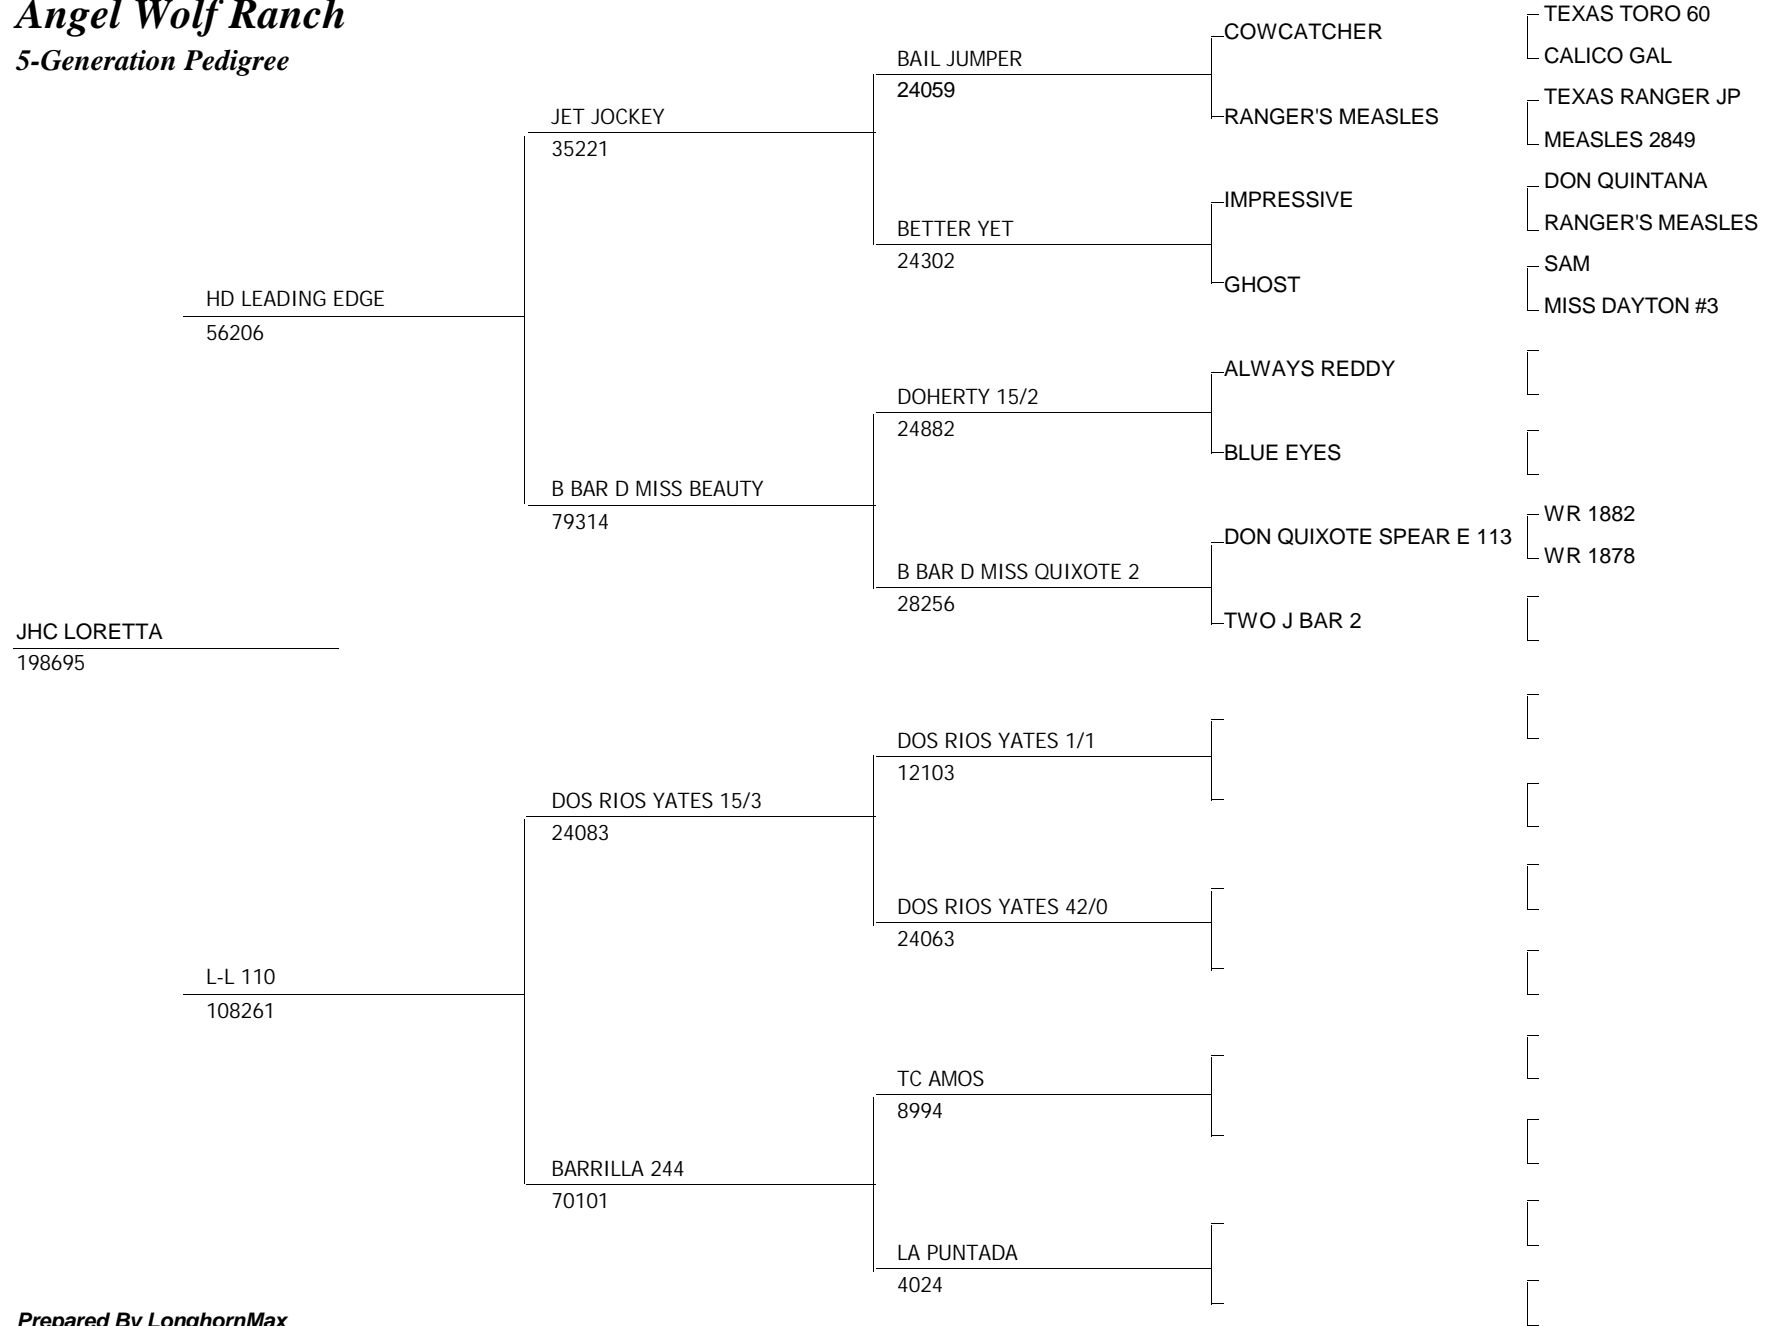 Angel Wolf Ranch
5-Generation Pedigree
JHC LORETTA
198695
HD LEADING EDGE
56206
L-L 110
108261
JET JOCKEY
35221
B BAR D MISS BEAUTY
79314
DOS RIOS YATES 15/3
24083
BARRILLA 244
70101
BAIL JUMPER
24059
BETTER YET
24302
DOHERTY 15/2
24882
B BAR D MISS QUIXOTE 2
28256
DOS RIOS YATES 1/1
12103
DOS RIOS YATES 42/0
24063
TC AMOS
8994
LA PUNTADA
4024
COWCATCHER
RANGER'S MEASLES
IMPRESSIVE
GHOST
ALWAYS REDDY
BLUE EYES
DON QUIXOTE SPEAR E 113
TWO J BAR 2
TEXAS TORO 60
CALICO GAL
TEXAS RANGER JP
MEASLES 2849
DON QUINTANA
RANGER'S MEASLES
SAM
MISS DAYTON #3
WR 1882
WR 1878
Prepared By LonghornMax